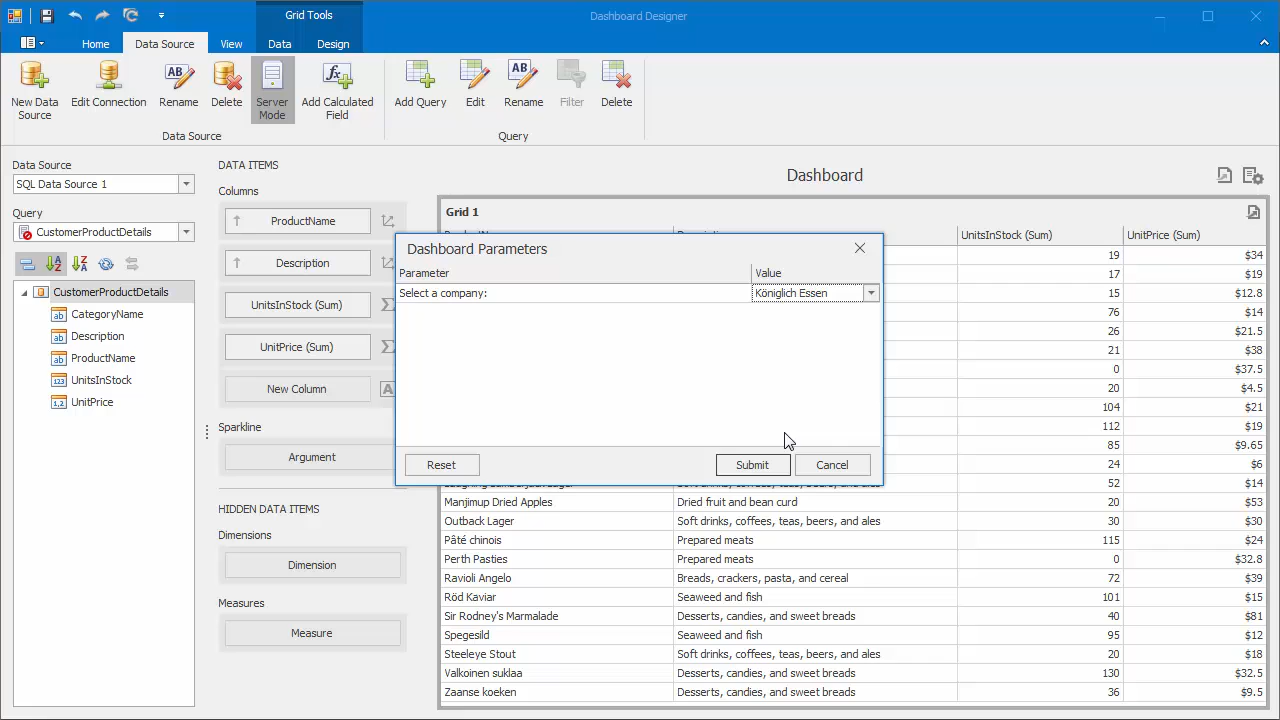 Grid Tools
Dashboard Designer
Home
Data Source
View
Data
Design
New Data Source
Edit Connection
Rename
Delete
Server Mode
Add Calculated Field
Data Source
Add Query
Edit
Rename
Filter
Delete
Query
Data Source
SQL Data Source 1
Query
CustomerProductDetails
CustomerProductDetails
CategoryName
Description
ProductName
UnitsInStock
UnitPrice
DATA ITEMS
Columns
ProductName
Description
UnitsInStock (Sum)
UnitPrice (Sum)
New Column
Sparkline
Argument
HIDDEN DATA ITEMS
Dimensions
Dimension
Measures
Measure
Dashboard
Grid 1
UnitsInStock (Sum) UnitPrice (Sum)
19 $34
17 $19
15 $12.8
76 $14
26 $21.5
21 $38
0 $37.5
20 $4.5
104 $21
112 $19
85 $9.65
24 $6
52 $14
Manjimup Dried Apples Dried fruit and bean curd 20 $53
Outback Lager Soft drinks, coffees, teas, beers, and ales 30 $30
Pâté chinois Prepared meats 115 $24
Perth Pasties Prepared meats 0 $32.8
Ravioli Angelo Breads, crackers, pasta, and cereal 72 $39
Röd Kaviar Seaweed and fish 101 $15
Sir Rodney's Marmalade Desserts, candies, and sweet breads 40 $81
Spegesild Seaweed and fish 95 $12
Steeleye Stout Soft drinks, coffees, teas, beers, and ales 20 $18
Valkoinen suklaa Desserts, candies, and sweet breads 130 $32.5
Zaanse koeken Desserts, candies, and sweet breads 36 $9.5
Dashboard Parameters
Parameter Value
Select a company: Königlich Essen
Reset
Submit
Cancel